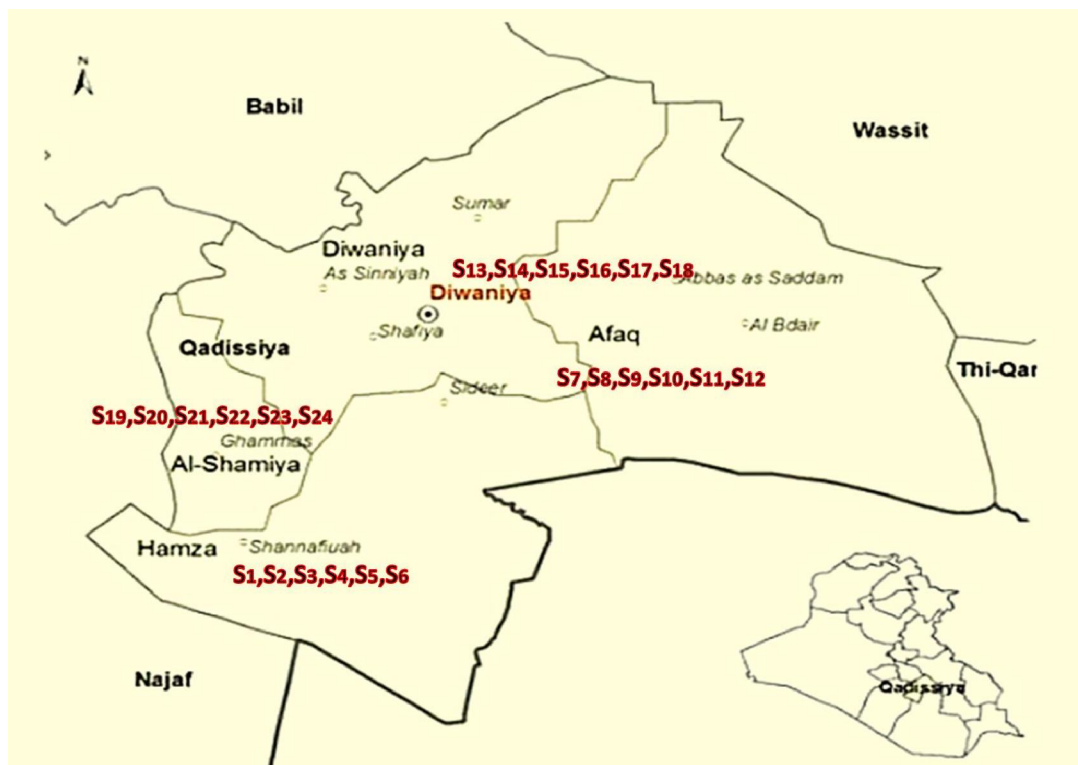 N
Babil
Wassit
Sumar
Diwaniya
As Sinniyah
S13,S14,S15,S16,S17,S18
Abbas as Saddam
Diwaniya
Shafiya
Al Bdair
Afaq
Qadissiya
Thi-Qar
S7,S8,S9,S10,S11,S12
Sideer
S19,S20,S21,S22,S23,S24
Ghammas
Al-Shamiya
Hamza
Shannafiuah
S1,S2,S3,S4,S5,S6
Najaf
Qadissiya